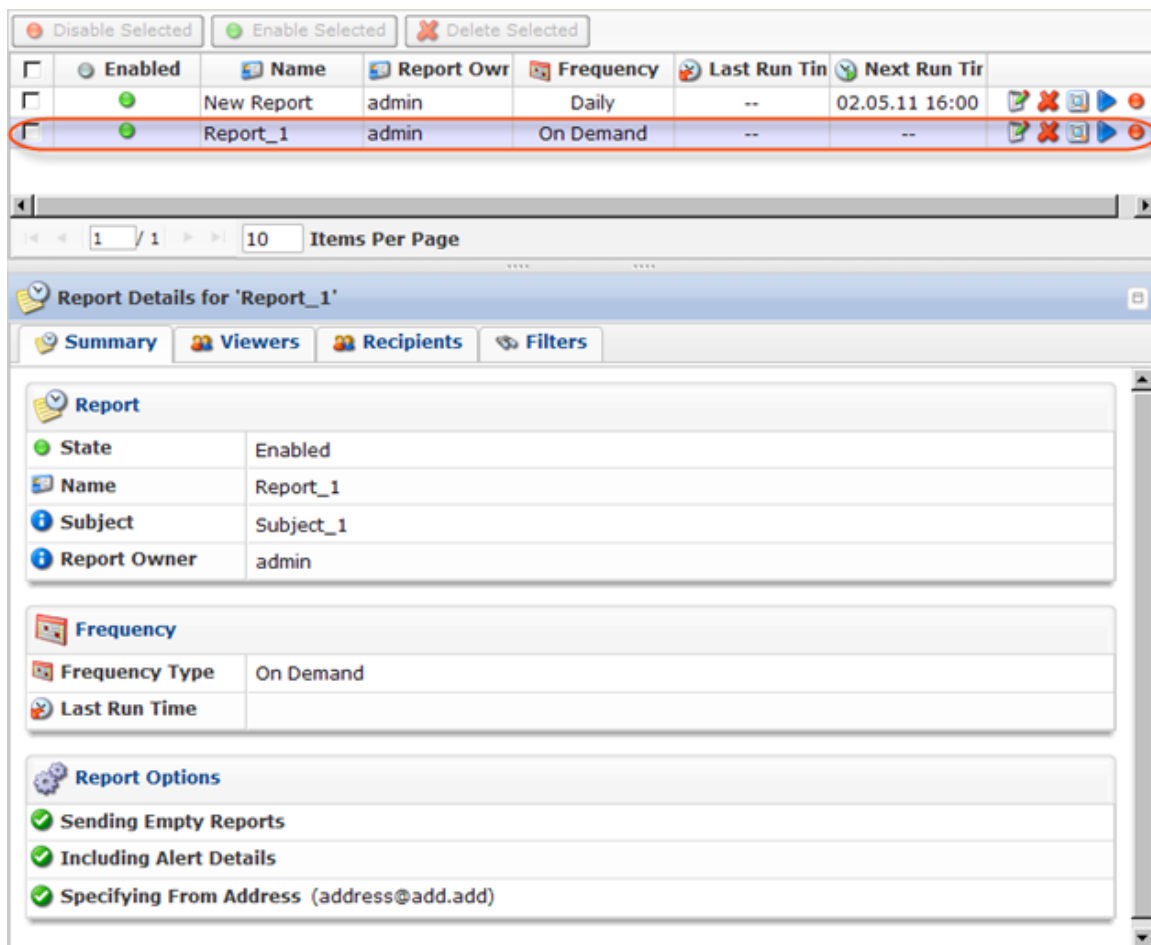 Disable Selected Enable Selected Delete Selected
Enabled Name Report Owr Frequency Last Run Tin Next Run Tir
New Report admin Daily -- 02.05.11 16:00
Report_1 admin On Demand -- --
1 / 1 10 Items Per Page
Report Details for 'Report_1'
Summary Viewers Recipients Filters
Report
State Enabled
Name Report_1
Subject Subject_1
Report Owner admin
Frequency
Frequency Type On Demand
Last Run Time
Report Options
Sending Empty Reports
Including Alert Details
Specifying From Address (address@add.add)